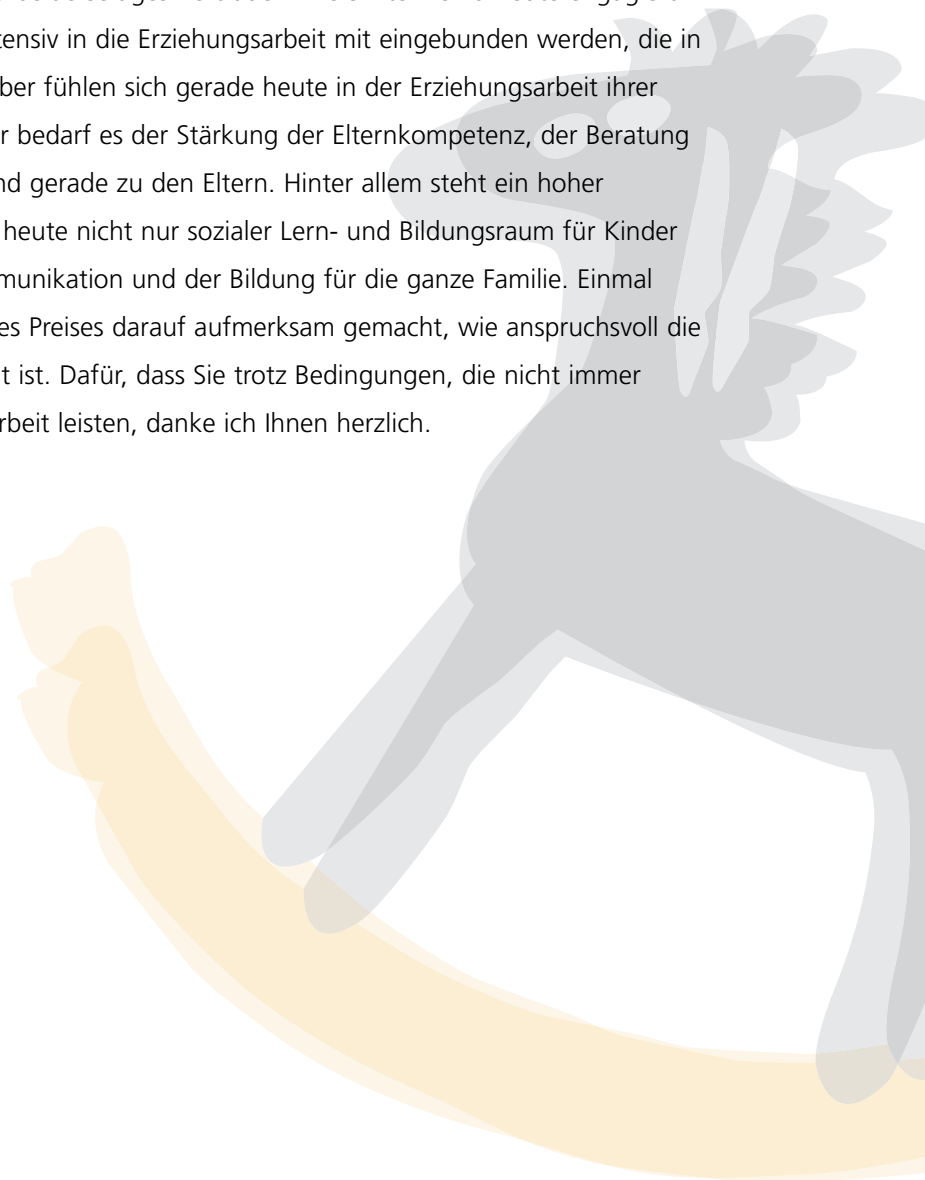 tensiv in die Erziehungsarbeit mit eingebunden werden, die in
ber fühlen sich gerade heute in der Erziehungsarbeit ihrer
r bedarf es der Stärkung der Elternkompetenz, der Beratung
nd gerade zu den Eltern. Hinter allem steht ein hoher
heute nicht nur sozialer Lern- und Bildungsraum für Kinder
munikation und der Bildung für die ganze Familie. Einmal
es Preises darauf aufmerksam gemacht, wie anspruchsvoll die
t ist. Dafür, dass Sie trotz Bedingungen, die nicht immer
rbeit leisten, danke ich Ihnen herzlich.